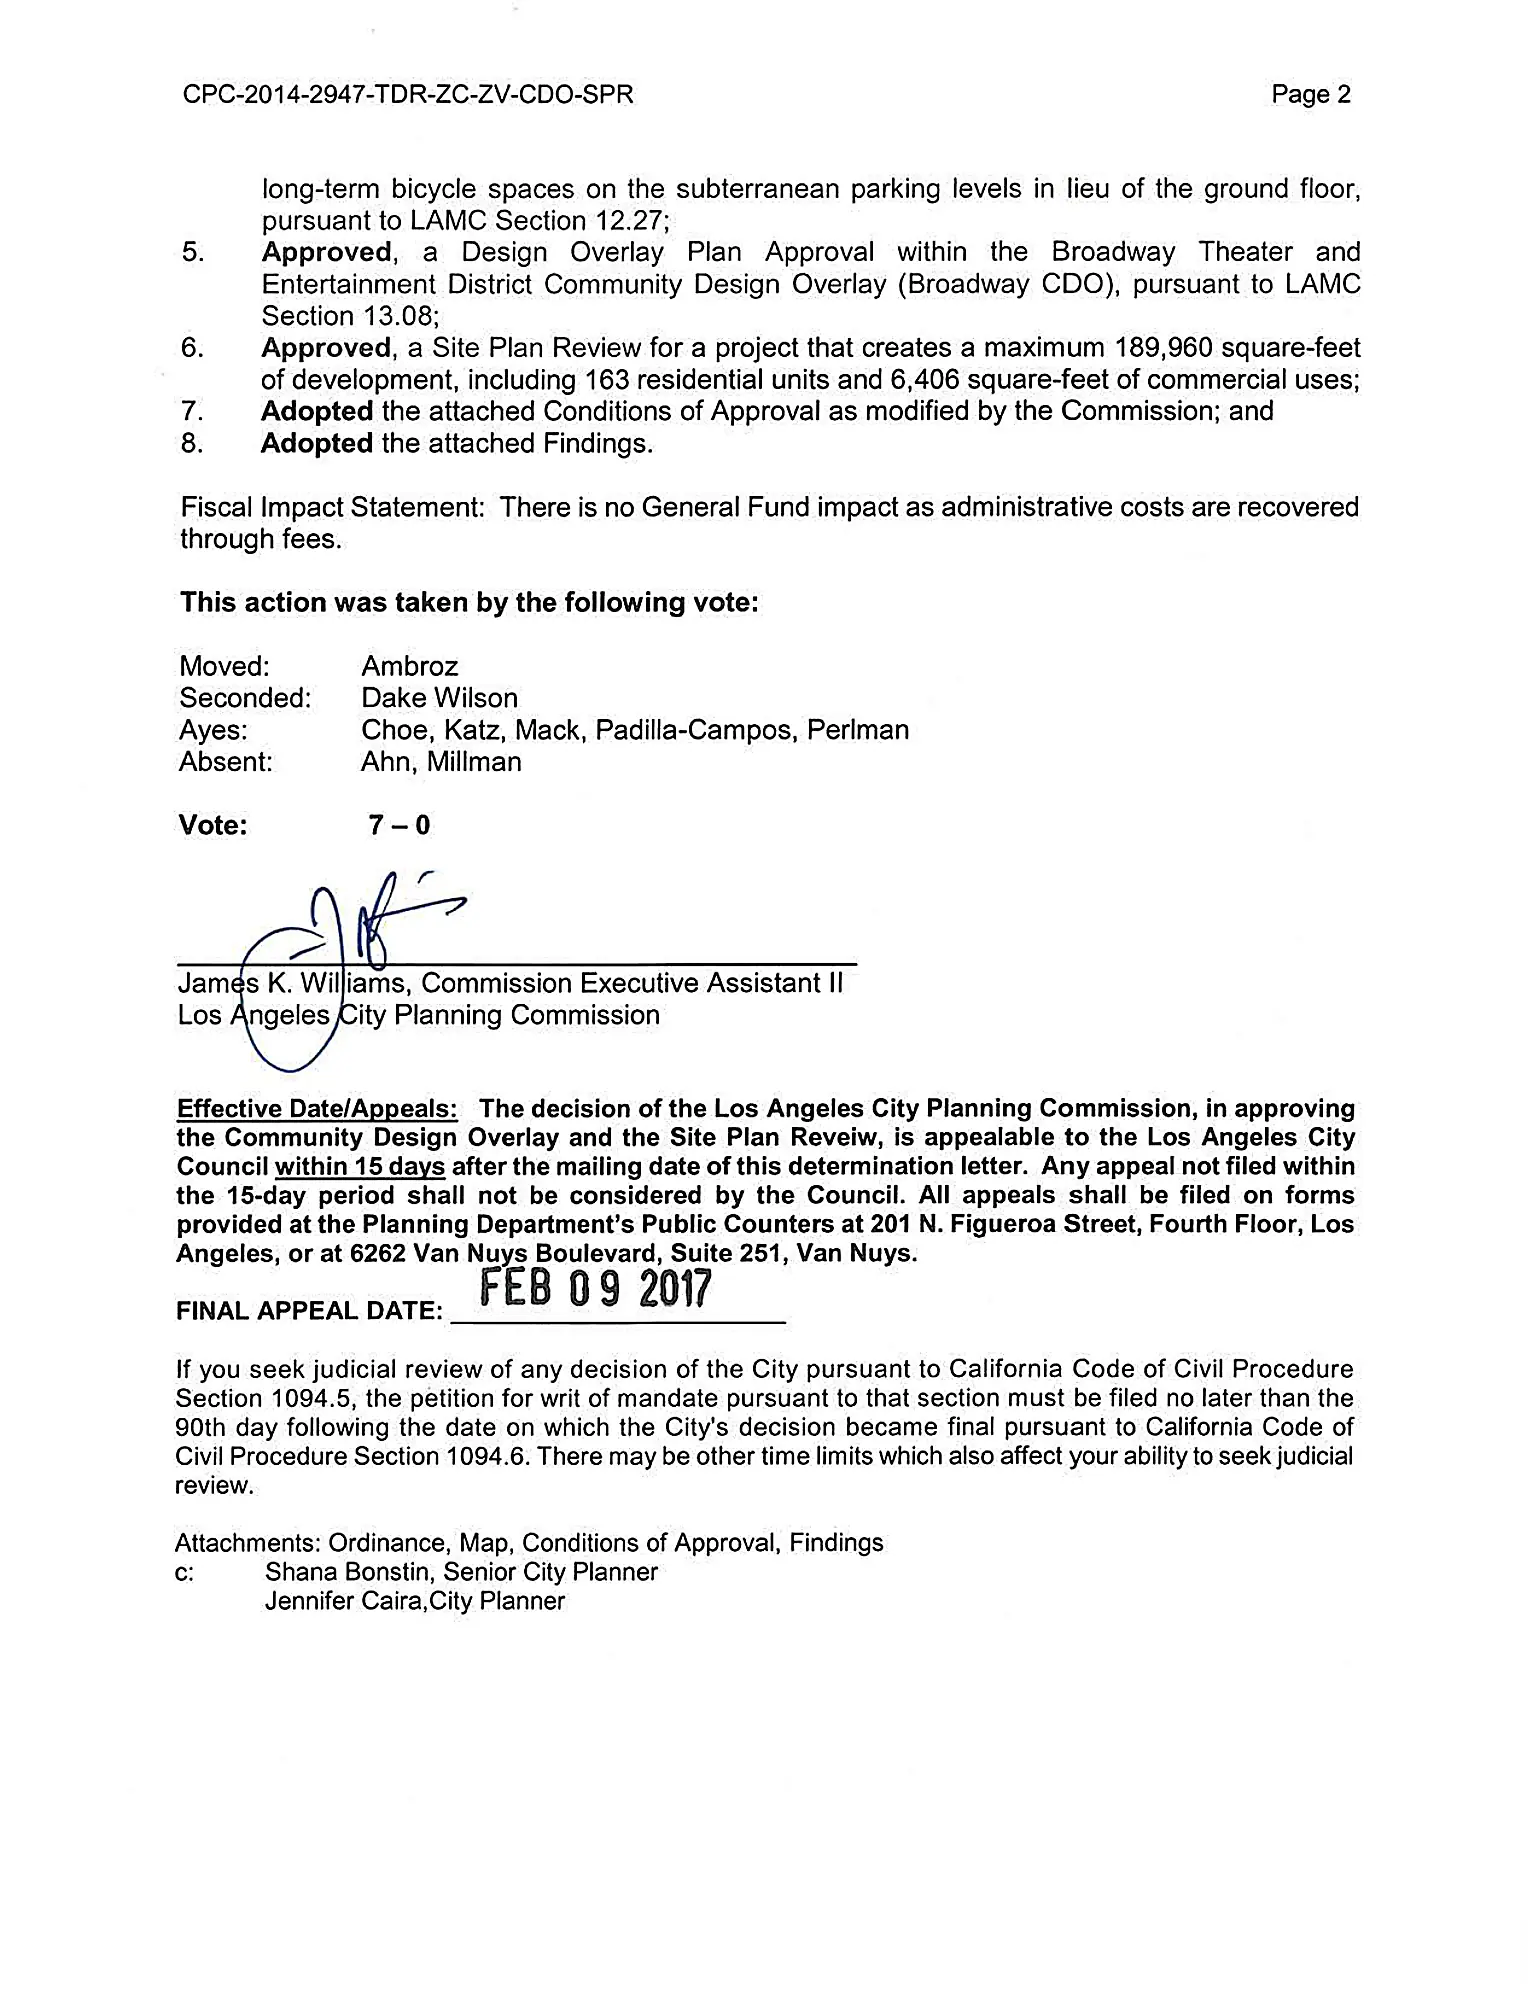 CPC-2014-2947-TDR-ZC-ZV-CDO-SPR Page 2
long-term bicycle spaces on the subterranean parking levels in lieu of the ground floor,
pursuant to LAMC Section 12.27;
5. Approved, a Design Overlay Plan Approval within the Broadway Theater and
Entertainment District Community Design Overlay (Broadway CDO), pursuant to LAMC
Section 13.08;
6. Approved, a Site Plan Review for a project that creates a maximum 189,960 square-feet
of development, including 163 residential units and 6,406 square-feet of commercial uses;
7. Adopted the attached Conditions of Approval as modified by the Commission; and
8. Adopted the attached Findings.
Fiscal Impact Statement: There is no General Fund impact as administrative costs are recovered
through fees.
This action was taken by the following vote:
Moved: Ambroz
Seconded: Dake Wilson
Ayes: Choe, Katz, Mack, Padilla-Campos, Perlman
Absent: Ahn, Millman
Vote: 7 – 0
James K. Williams, Commission Executive Assistant II
Los Angeles City Planning Commission
Effective Date/Appeals: The decision of the Los Angeles City Planning Commission, in approving
the Community Design Overlay and the Site Plan Reveiw, is appealable to the Los Angeles City
Council within 15 days after the mailing date of this determination letter. Any appeal not filed within
the 15-day period shall not be considered by the Council. All appeals shall be filed on forms
provided at the Planning Department's Public Counters at 201 N. Figueroa Street, Fourth Floor, Los
Angeles, or at 6262 Van Nuys Boulevard, Suite 251, Van Nuys.
FINAL APPEAL DATE: FEB 09 2017
If you seek judicial review of any decision of the City pursuant to California Code of Civil Procedure
Section 1094.5, the petition for writ of mandate pursuant to that section must be filed no later than the
90th day following the date on which the City's decision became final pursuant to California Code of
Civil Procedure Section 1094.6. There may be other time limits which also affect your ability to seek judicial
review.
Attachments: Ordinance, Map, Conditions of Approval, Findings
c: Shana Bonstin, Senior City Planner
Jennifer Caira,City Planner